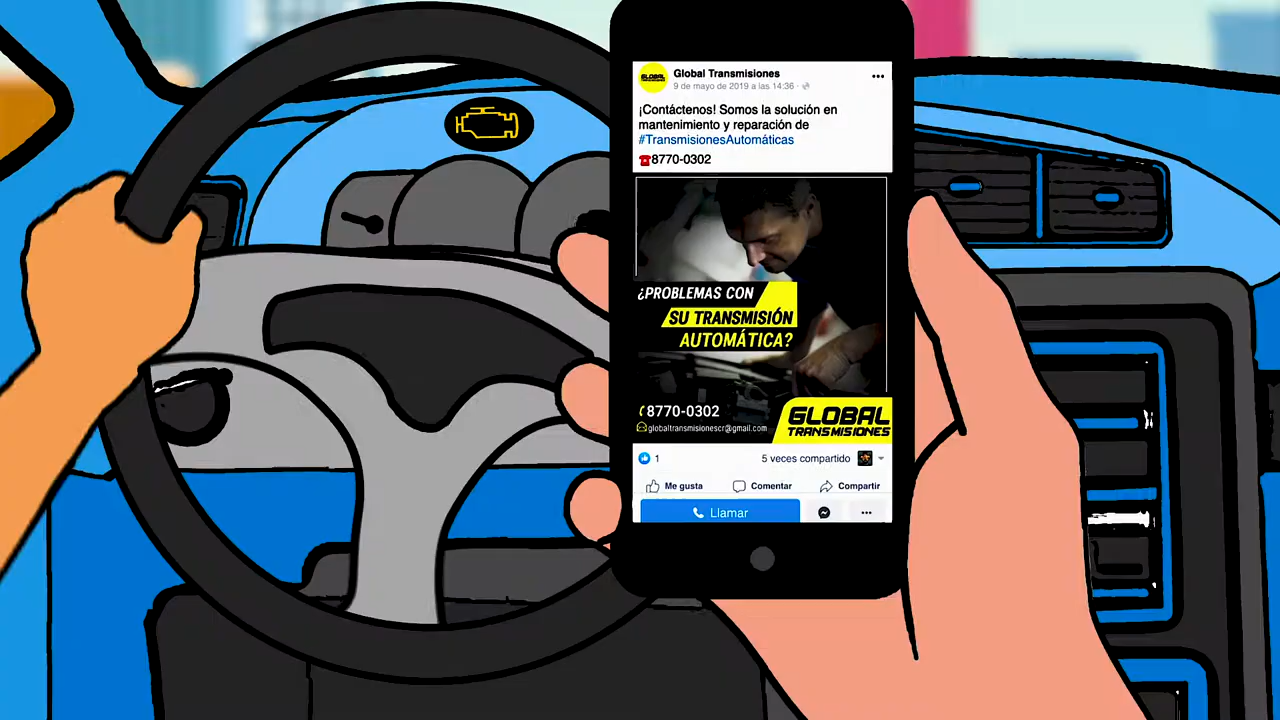 GLOBAL
TRANSMISIONES
Global Transmisiones
9 de mayo de 2019 a las 14:36 ·
¡Contáctenos! Somos la solución en
mantenimiento y reparación de
#TransmisionesAutomáticas
☎8770-0302
¿PROBLEMAS CON
SU TRANSMISIÓN
AUTOMÁTICA?
8770-0302
globaltransmisionescr@gmail.com
GLOBAL
TRANSMISIONES
1
5 veces compartido
Me gusta
Comentar
Compartir
Llamar